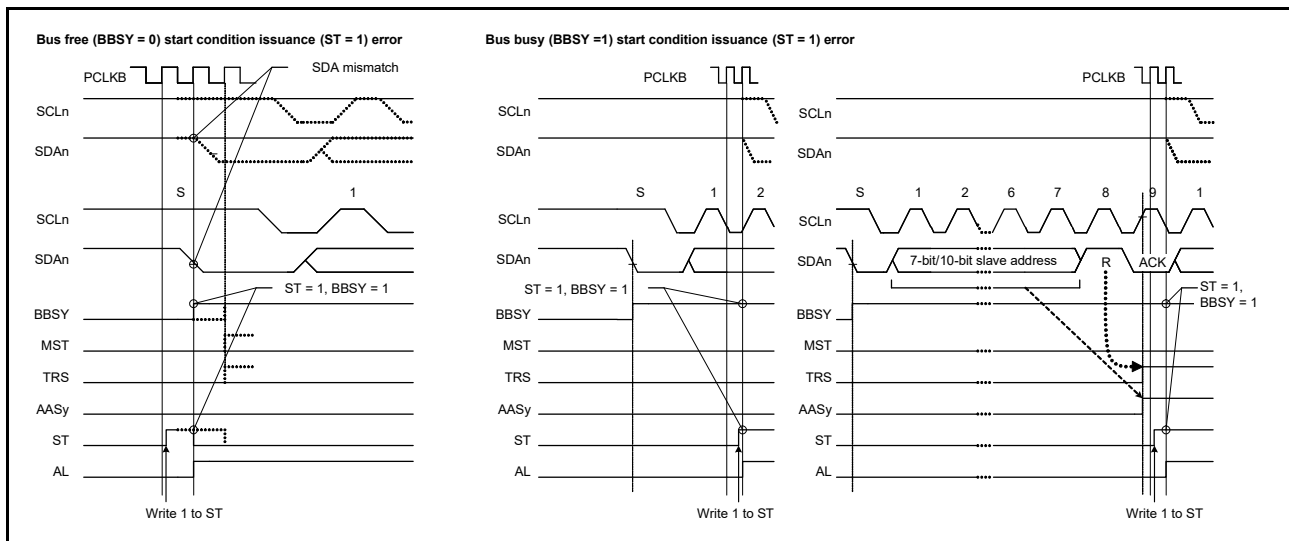 Bus free (BBSY = 0) start condition issuance (ST = 1) error
PCLKB
SDA mismatch
SCLn
SDAn
S 1
SCLn
SDAn
ST = 1, BBSY = 1
BBSY
MST
TRS
AASy
ST
AL
Write 1 to ST
Bus busy (BBSY =1) start condition issuance (ST = 1) error
PCLKB
SCLn
SDAn
S 1 2
SCLn
SDAn
ST = 1, BBSY = 1
BBSY
MST
TRS
AASy
ST
AL
Write 1 to ST
PCLKB
SCLn
SDAn
S 1 2 6 7 8 9 1
SCLn
SDAn
7-bit/10-bit slave address R ACK
ST = 1,
BBSY = 1
BBSY
MST
TRS
AASy
ST
AL
Write 1 to ST